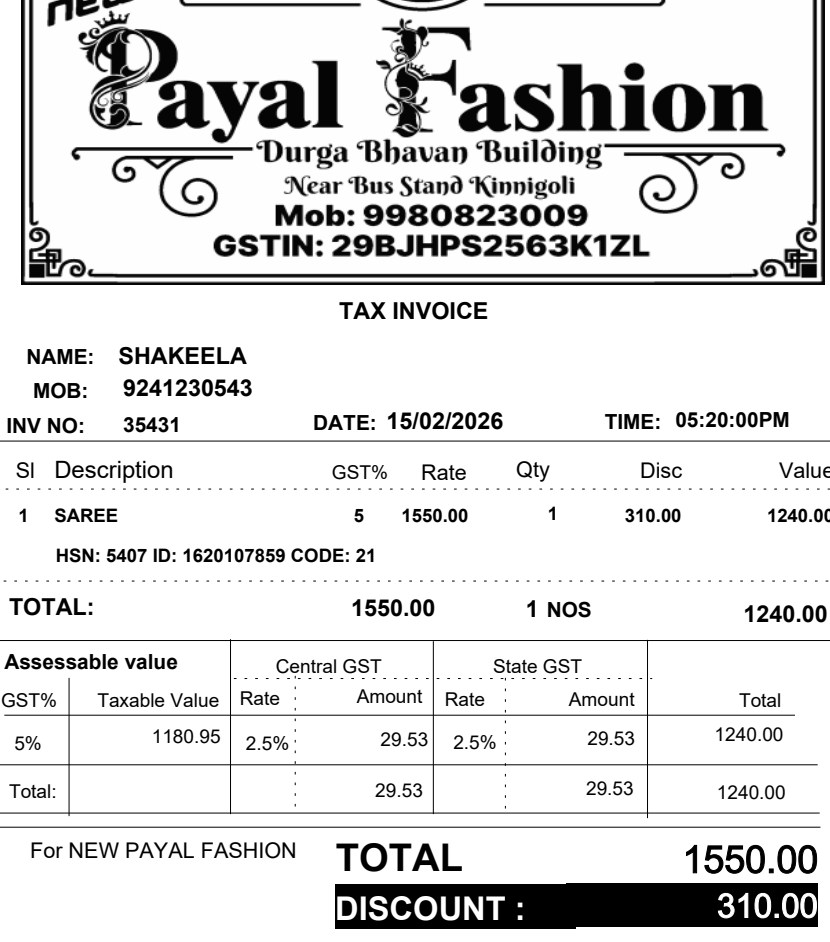 new
Payal Fashion
Durga Bhavan Building
Near Bus Stand Kinnigoli
Mob: 9980823009
GSTIN: 29BJHPS2563K1ZL
TAX INVOICE
NAME: SHAKEELA
MOB: 9241230543
INV NO: 35431 DATE: 15/02/2026 TIME: 05:20:00PM
Sl Description GST% Rate Qty Disc Value
1 SAREE 5 1550.00 1 310.00 1240.00
HSN: 5407 ID: 1620107859 CODE: 21
TOTAL: 1550.00 1 NOS 1240.00
Assessable value Central GST State GST
GST% Taxable Value Rate Amount Rate Amount Total
5% 1180.95 2.5% 29.53 2.5% 29.53 1240.00
Total: 29.53 29.53 1240.00
For NEW PAYAL FASHION TOTAL 1550.00
DISCOUNT : 310.00